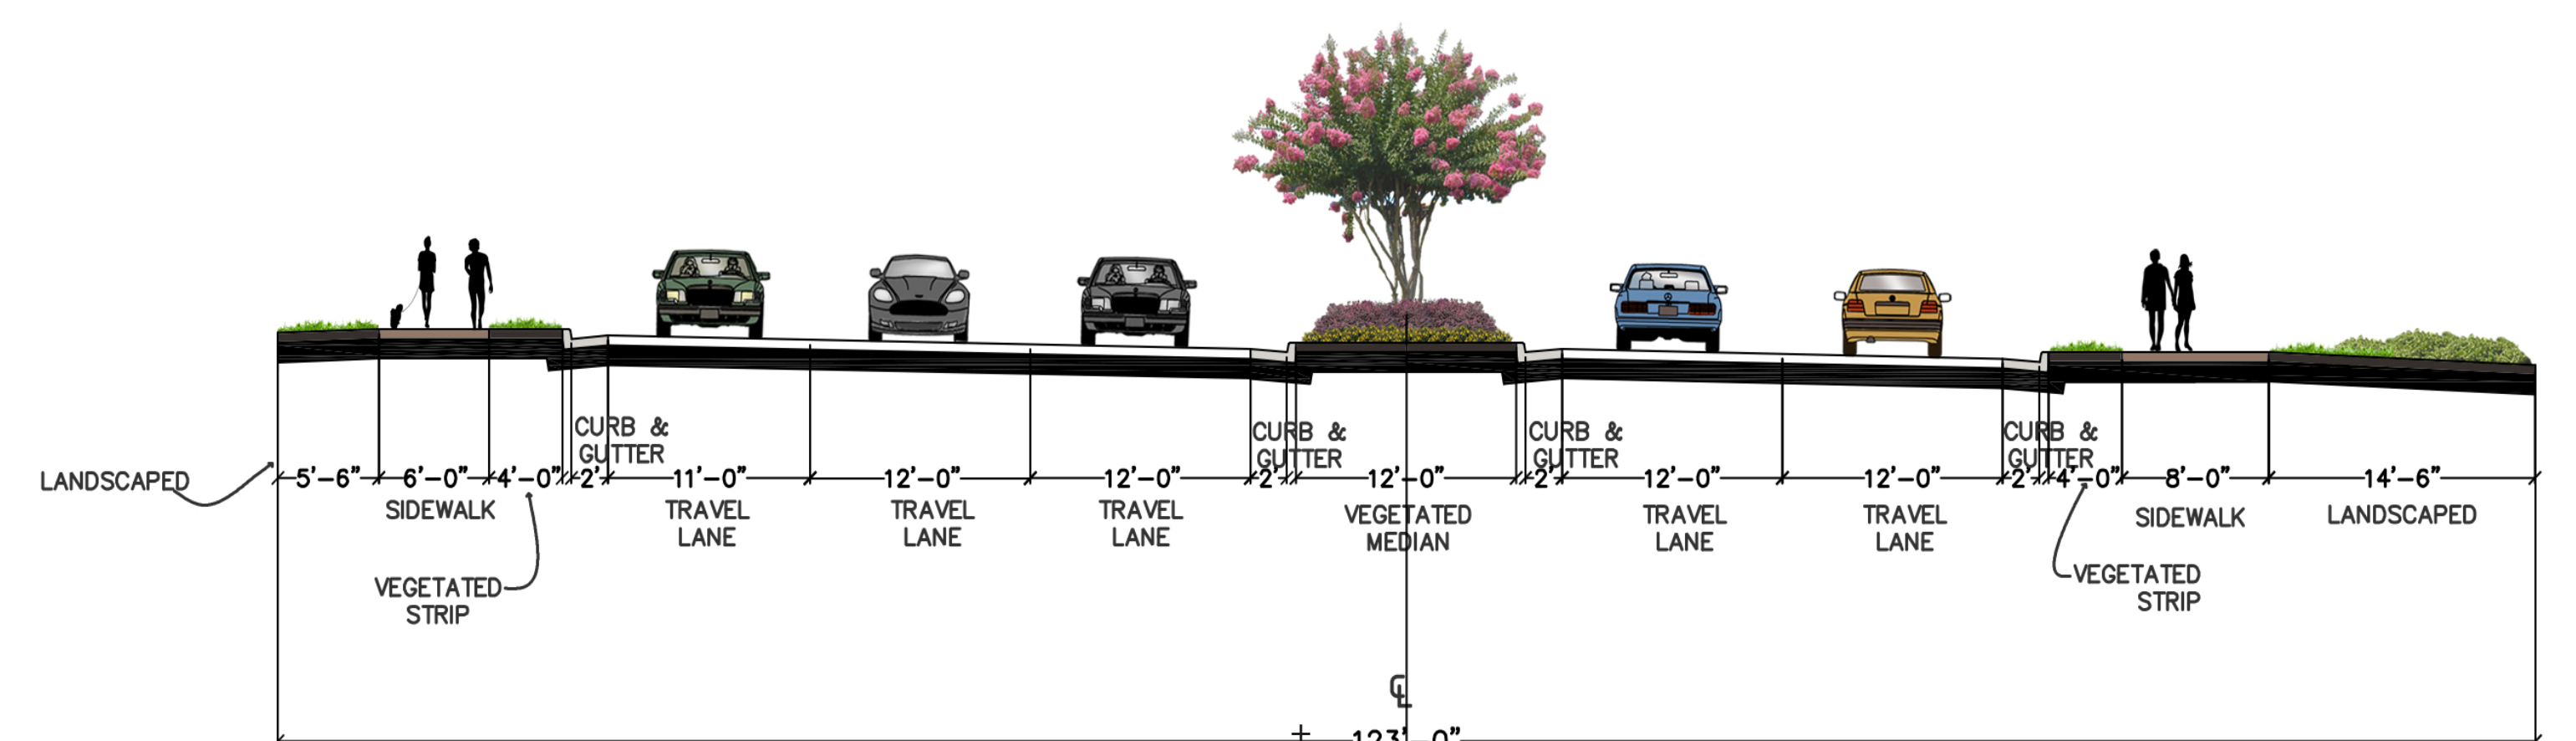 CURB &
GUTTER
CURB &
GUTTER
CURB &
GUTTER
CURB &
GUTTER
LANDSCAPED
5'-6" 6'-0" 4'-0" 2' 11'-0" 12'-0" 12'-0" 2' 12'-0" 2' 12'-0" 12'-0" 2' 4'-0" 8'-0" 14'-6"
SIDEWALK
TRAVEL
LANE
TRAVEL
LANE
TRAVEL
LANE
VEGETATED
MEDIAN
TRAVEL
LANE
TRAVEL
LANE
SIDEWALK
LANDSCAPED
VEGETATED
STRIP
VEGETATED
STRIP
℄
± 123'-0"